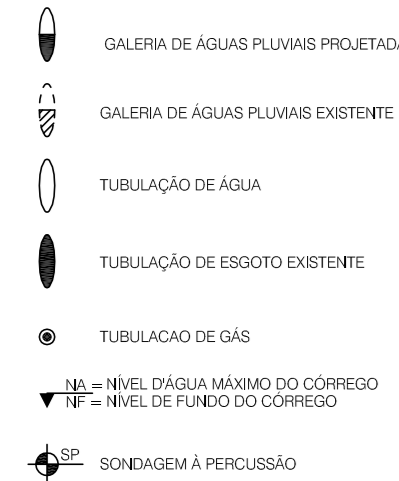 GALERIA DE ÁGUAS PLUVIAIS PROJETADA
GALERIA DE ÁGUAS PLUVIAIS EXISTENTE
TUBULAÇÃO DE ÁGUA
TUBULAÇÃO DE ESGOTO EXISTENTE
TUBULACAO DE GÁS
NA = NÍVEL D'ÁGUA MÁXIMO DO CÓRREGO
NF = NÍVEL DE FUNDO DO CÓRREGO
SP SONDAGEM À PERCUSSÃO